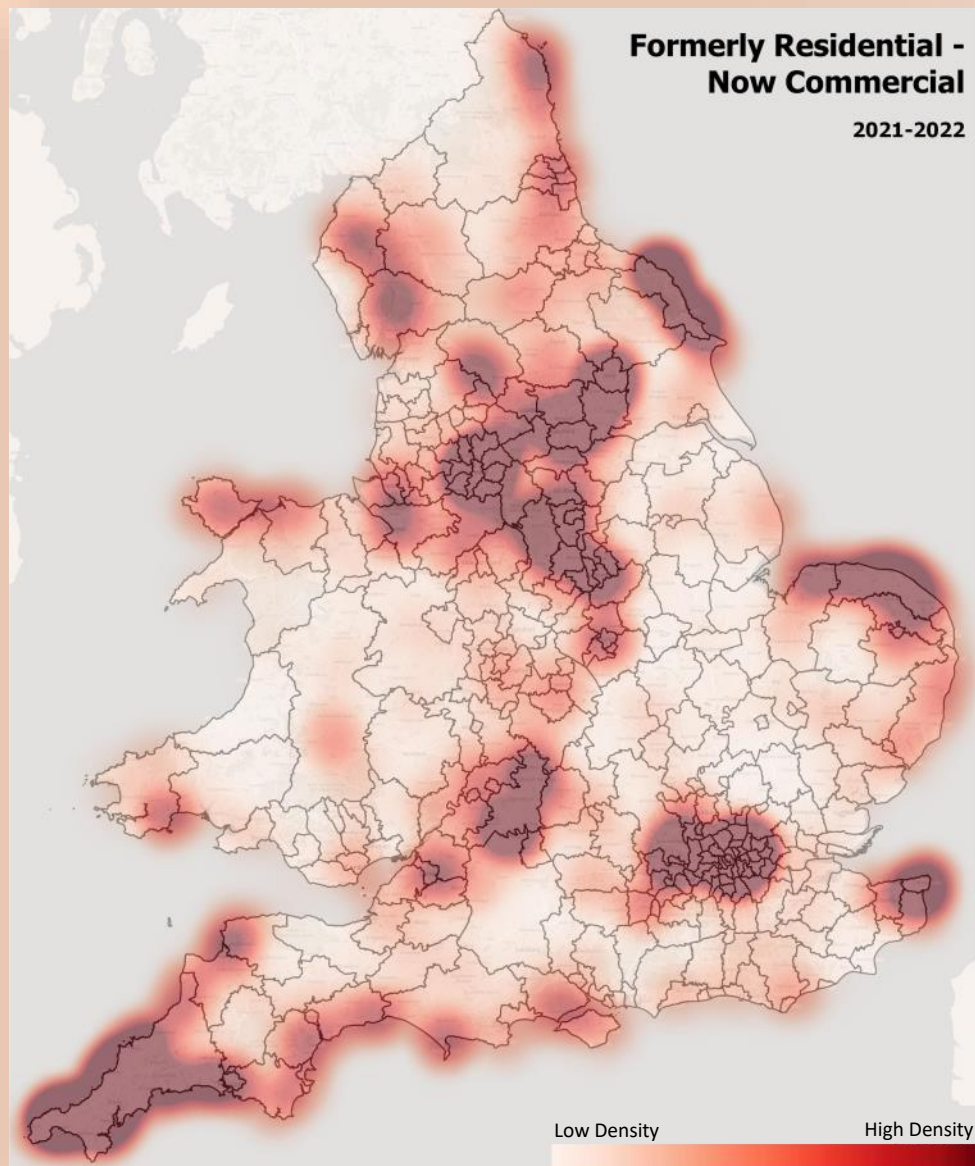 Formerly Residential -
Now Commercial
2021-2022
Low Density
High Density